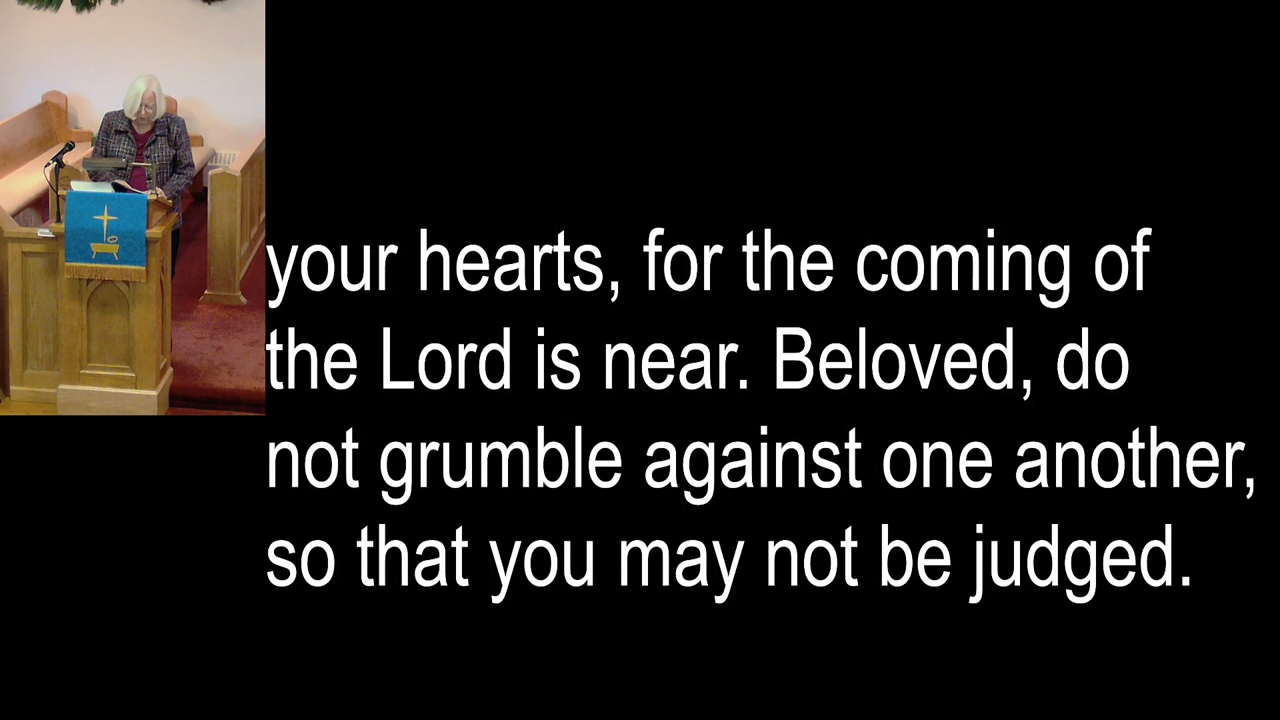 your hearts, for the coming of
the Lord is near. Beloved, do
not grumble against one another,
so that you may not be judged.